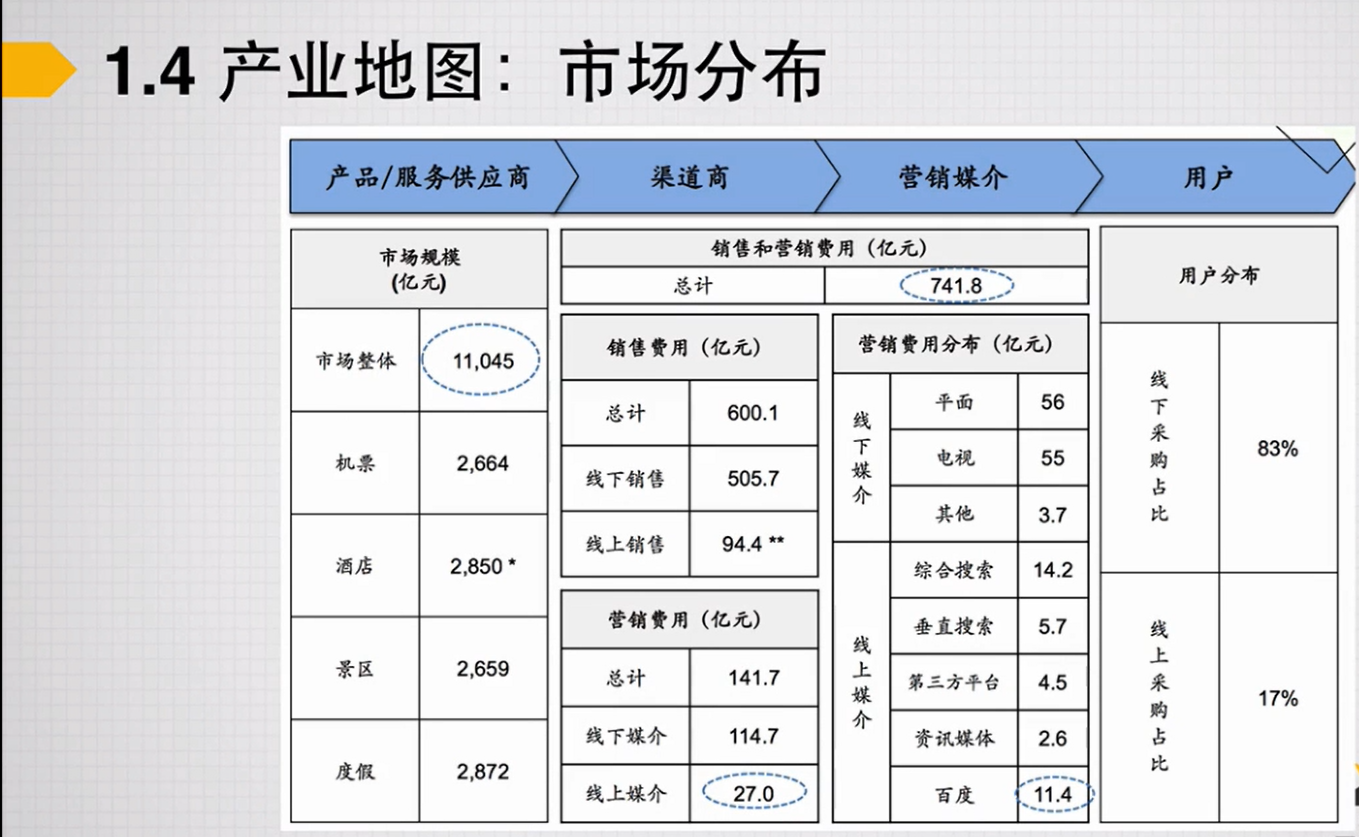 1.4 产业地图：市场分布
产品/服务供应商
渠道商
营销媒介
用户
市场规模
(亿元)
市场整体 11,045
机票 2,664
酒店 2,850 *
景区 2,659
度假 2,872
销售和营销费用（亿元）
总计 741.8
销售费用（亿元）
总计 600.1
线下销售 505.7
线上销售 94.4 **
营销费用（亿元）
总计 141.7
线下媒介 114.7
线上媒介 27.0
营销费用分布（亿元）
线下媒介
平面 56
电视 55
其他 3.7
线上媒介
综合搜索 14.2
垂直搜索 5.7
第三方平台 4.5
资讯媒体 2.6
百度 11.4
用户分布
线下采购占比 83%
线上采购占比 17%